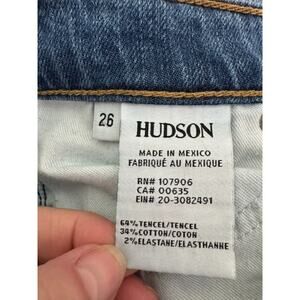 26
HUDSON
MADE IN MEXICO
FABRIQUÉ AU MEXIQUE
RN# 107906
CA# 00635
EIN# 20-3082491
64%TENCEL/TENCEL
34%COTTON/COTON
2%ELASTANE/ELASTHANNE